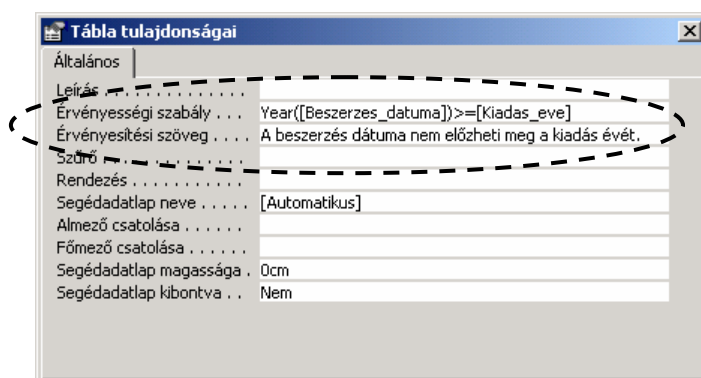 Tábla tulajdonságai
Általános
Leírás . . . . . . . . . . . . . .
Érvényességi szabály . . . Year([Beszerzes_datuma])>=[Kiadas_eve]
Érvényesítési szöveg . . . . A beszerzés dátuma nem előzheti meg a kiadás évét.
Szűrő . . . . . . . . . . . . . .
Rendezés . . . . . . . . . . .
Segédadatlap neve . . . . . [Automatikus]
Almező csatolása . . . . . .
Főmező csatolása . . . . . .
Segédadatlap magassága . 0cm
Segédadatlap kibontva . . Nem